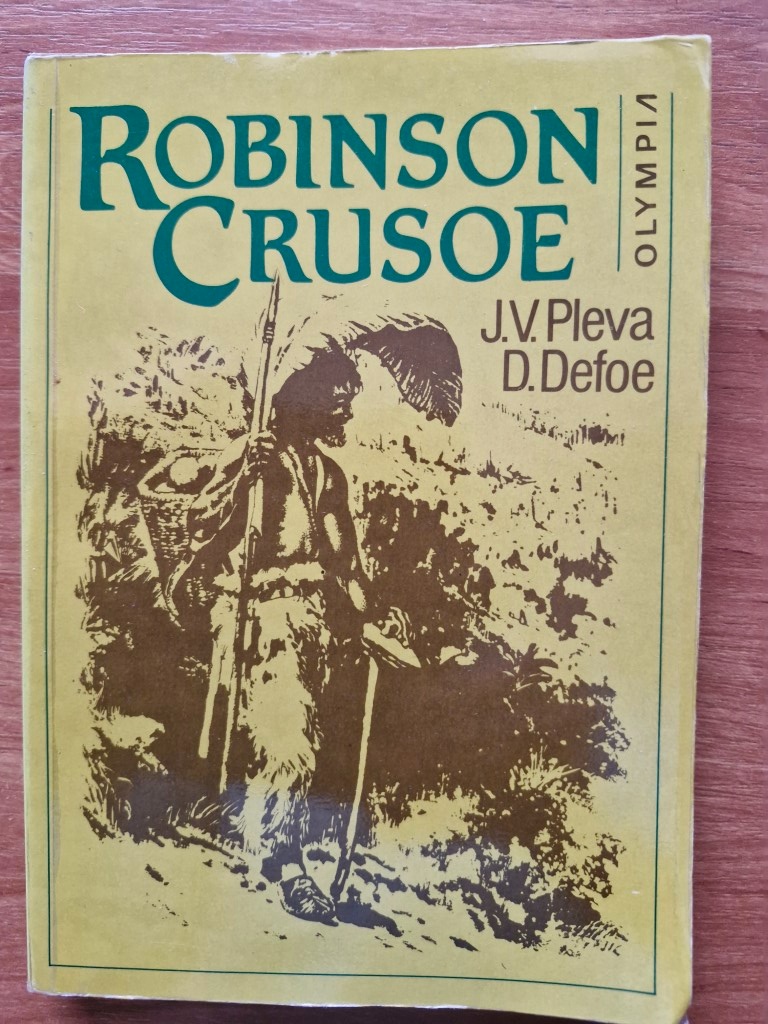 ROBINSON
CRUSOE
OLYMPIA
J.V. Pleva
D. Defoe